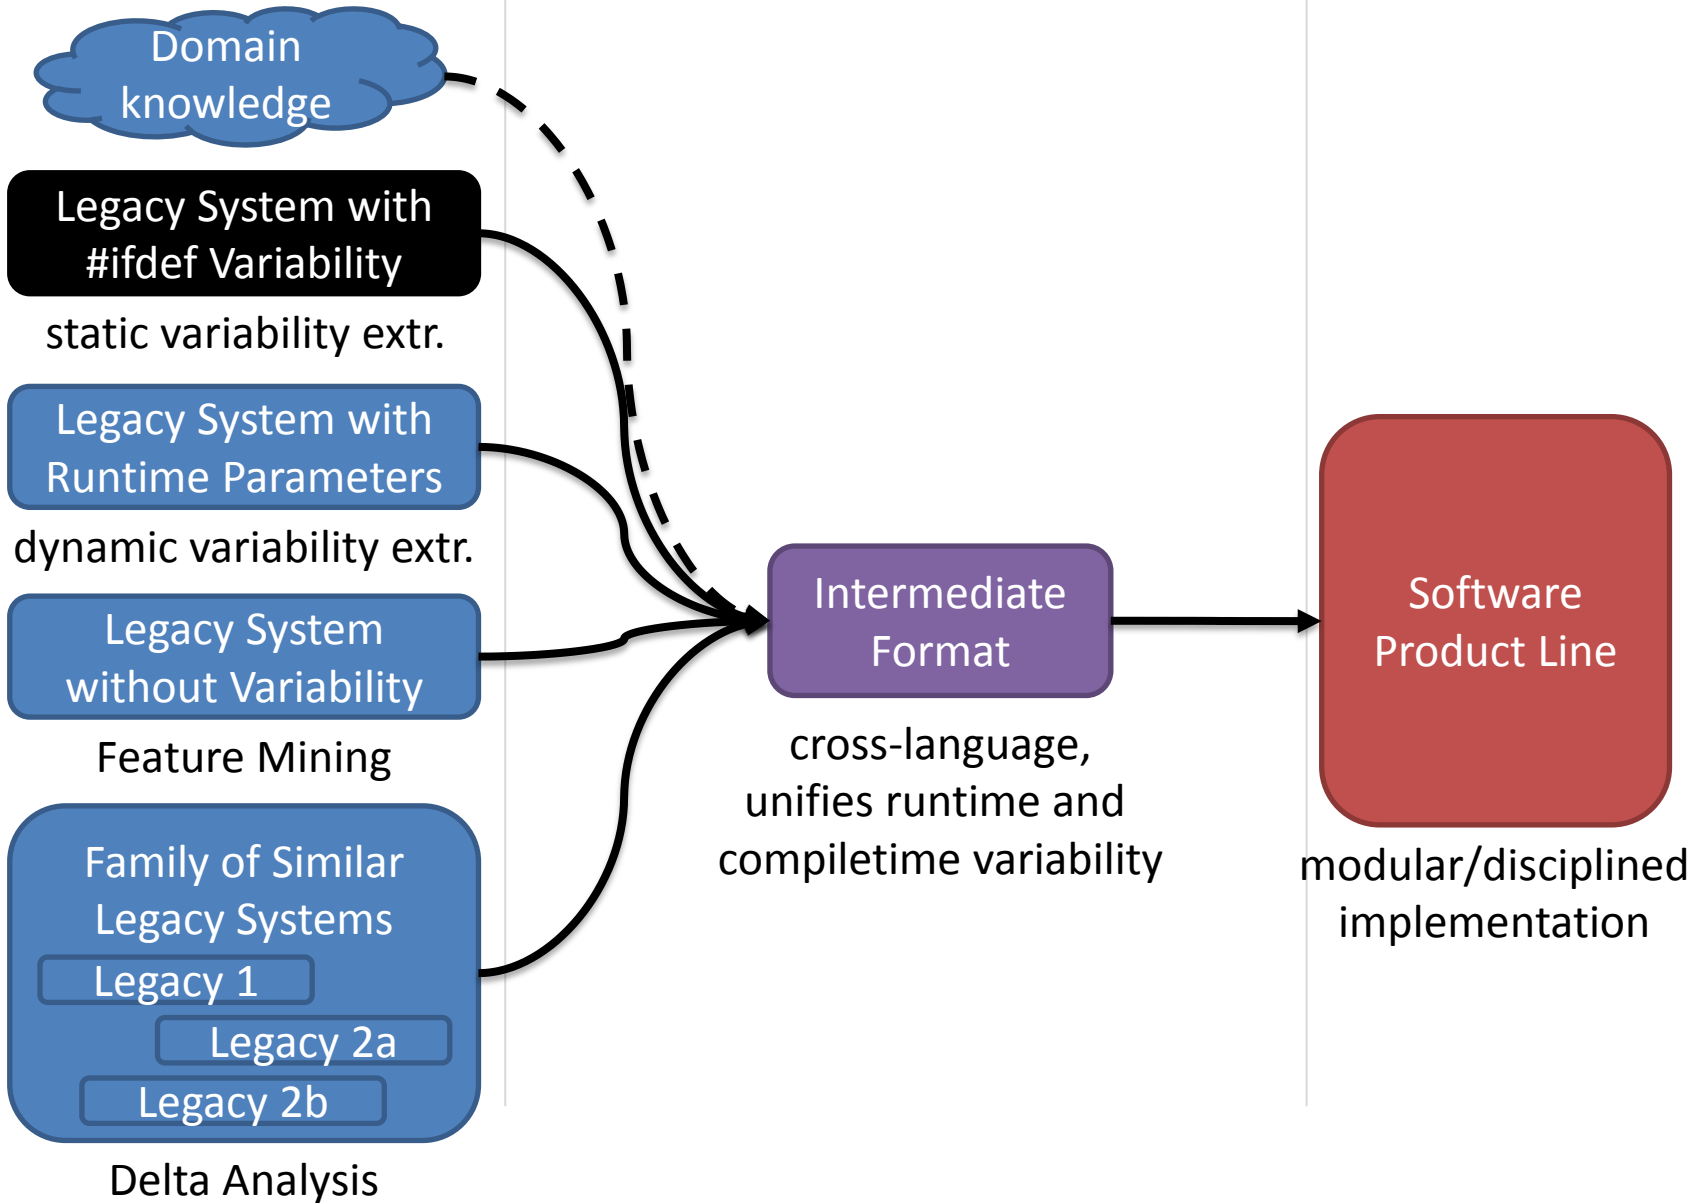 Domain
knowledge
Legacy System with
#ifdef Variability
static variability extr.
Legacy System with
Runtime Parameters
dynamic variability extr.
Legacy System
without Variability
Feature Mining
Family of Similar
Legacy Systems
Legacy 1
Legacy 2a
Legacy 2b
Delta Analysis
Intermediate
Format
cross-language,
unifies runtime and
compiletime variability
Software
Product Line
modular/disciplined
implementation